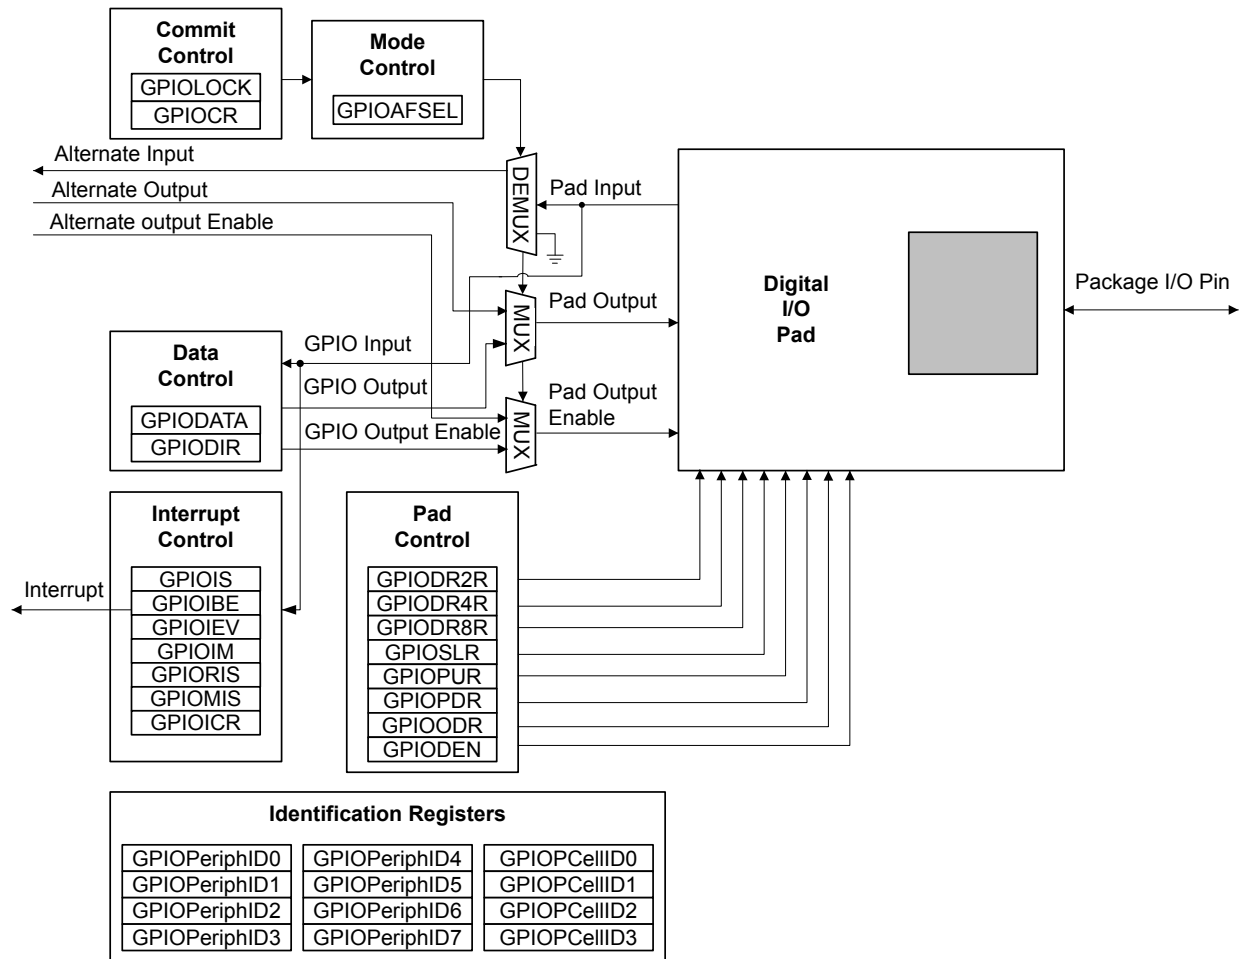 Commit
Control
GPIOLOCK
GPIOCR
Mode
Control
GPIOAFSEL
Alternate Input
Alternate Output
Alternate output Enable
DEMUX
Pad Input
MUX
Pad Output
MUX
Pad Output
Enable
Digital
I/O
Pad
Package I/O Pin
Data
Control
GPIODATA
GPIODIR
GPIO Input
GPIO Output
GPIO Output Enable
Interrupt
Control
GPIOIS
GPIOIBE
GPIOIEV
GPIOIM
GPIORIS
GPIOMIS
GPIOICR
Interrupt
Pad
Control
GPIODR2R
GPIODR4R
GPIODR8R
GPIOSLR
GPIOPUR
GPIOPDR
GPIOODR
GPIODEN
Identification Registers
GPIOPeriphID0
GPIOPeriphID1
GPIOPeriphID2
GPIOPeriphID3
GPIOPeriphID4
GPIOPeriphID5
GPIOPeriphID6
GPIOPeriphID7
GPIOPCellID0
GPIOPCellID1
GPIOPCellID2
GPIOPCellID3